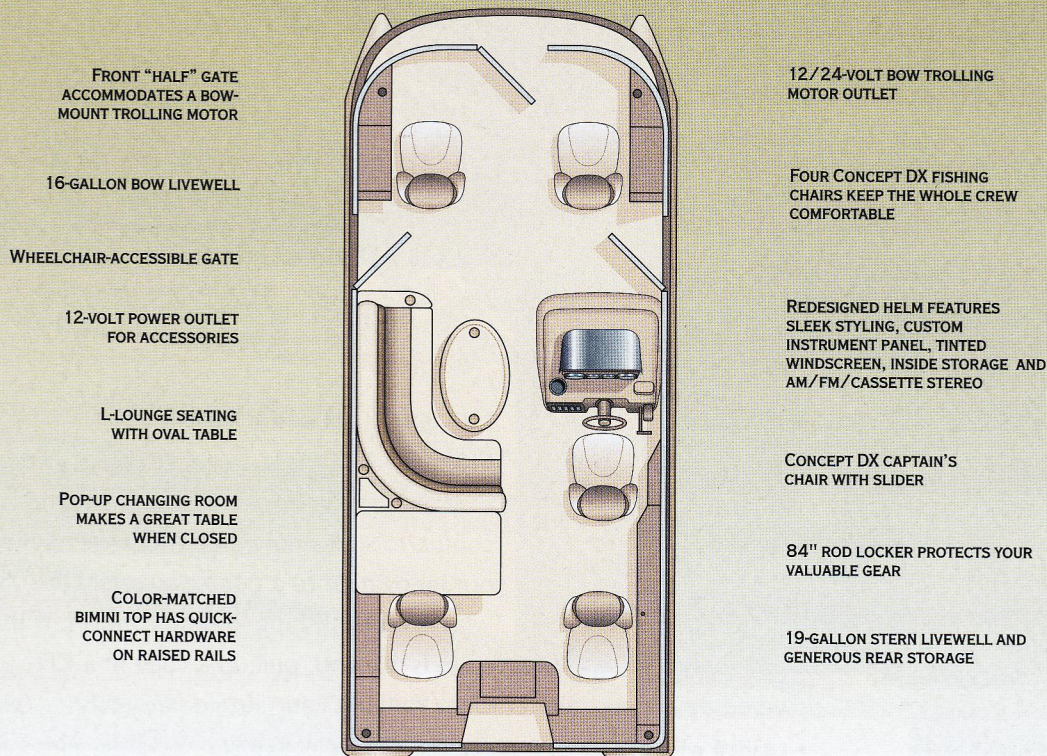 FRONT "HALF" GATE
ACCOMMODATES A BOW-
MOUNT TROLLING MOTOR
16-GALLON BOW LIVEWELL
WHEELCHAIR-ACCESSIBLE GATE
12-VOLT POWER OUTLET
FOR ACCESSORIES
L-LOUNGE SEATING
WITH OVAL TABLE
POP-UP CHANGING ROOM
MAKES A GREAT TABLE
WHEN CLOSED
COLOR-MATCHED
BIMINI TOP HAS QUICK-
CONNECT HARDWARE
ON RAISED RAILS
12/24-VOLT BOW TROLLING
MOTOR OUTLET
FOUR CONCEPT DX FISHING
CHAIRS KEEP THE WHOLE CREW
COMFORTABLE
REDESIGNED HELM FEATURES
SLEEK STYLING, CUSTOM
INSTRUMENT PANEL, TINTED
WINDSCREEN, INSIDE STORAGE AND
AM/FM/CASSETTE STEREO
CONCEPT DX CAPTAIN'S
CHAIR WITH SLIDER
84" ROD LOCKER PROTECTS YOUR
VALUABLE GEAR
19-GALLON STERN LIVEWELL AND
GENEROUS REAR STORAGE